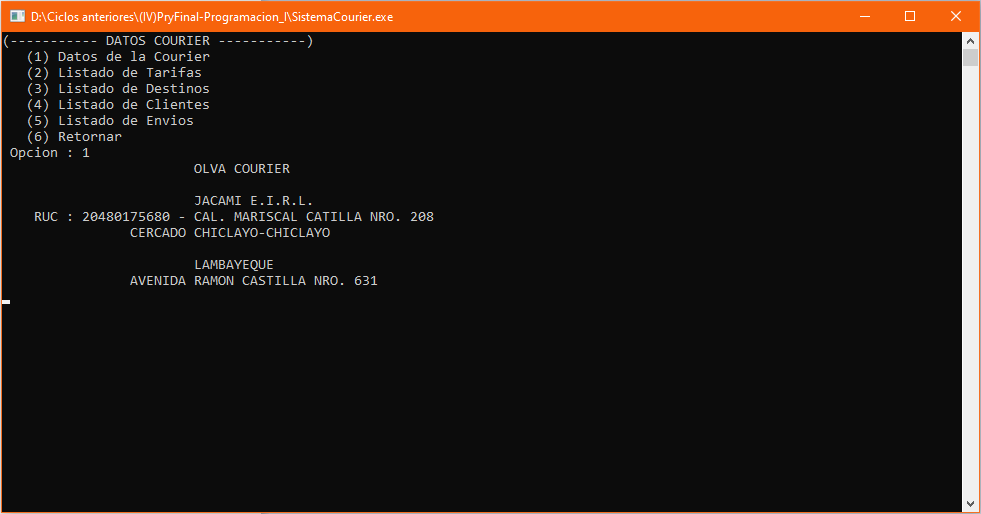 D:\Ciclos anteriores\(IV)PryFinal-Programacion_I\SistemaCourier.exe
(----------- DATOS COURIER -----------)
(1) Datos de la Courier
(2) Listado de Tarifas
(3) Listado de Destinos
(4) Listado de Clientes
(5) Listado de Envios
(6) Retornar
Opcion : 1
OLVA COURIER
JACAMI E.I.R.L.
RUC : 20480175680 - CAL. MARISCAL CATILLA NRO. 208
CERCADO CHICLAYO-CHICLAYO
LAMBAYEQUE
AVENIDA RAMON CASTILLA NRO. 631